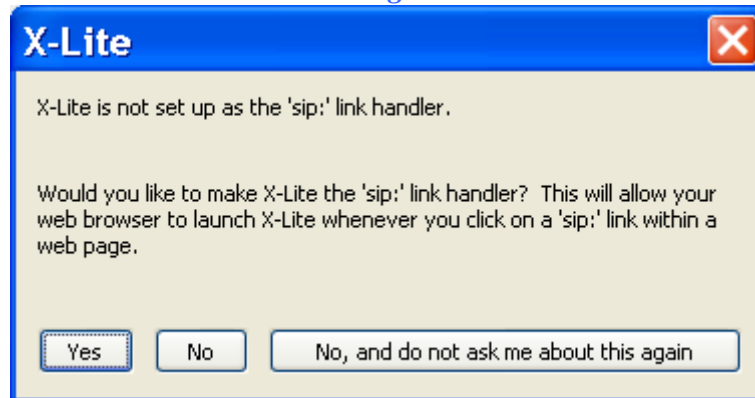 X-Lite
X-Lite is not set up as the 'sip:' link handler.
Would you like to make X-Lite the 'sip:' link handler? This will allow your
web browser to launch X-Lite whenever you click on a 'sip:' link within a
web page.
Yes
No
No, and do not ask me about this again